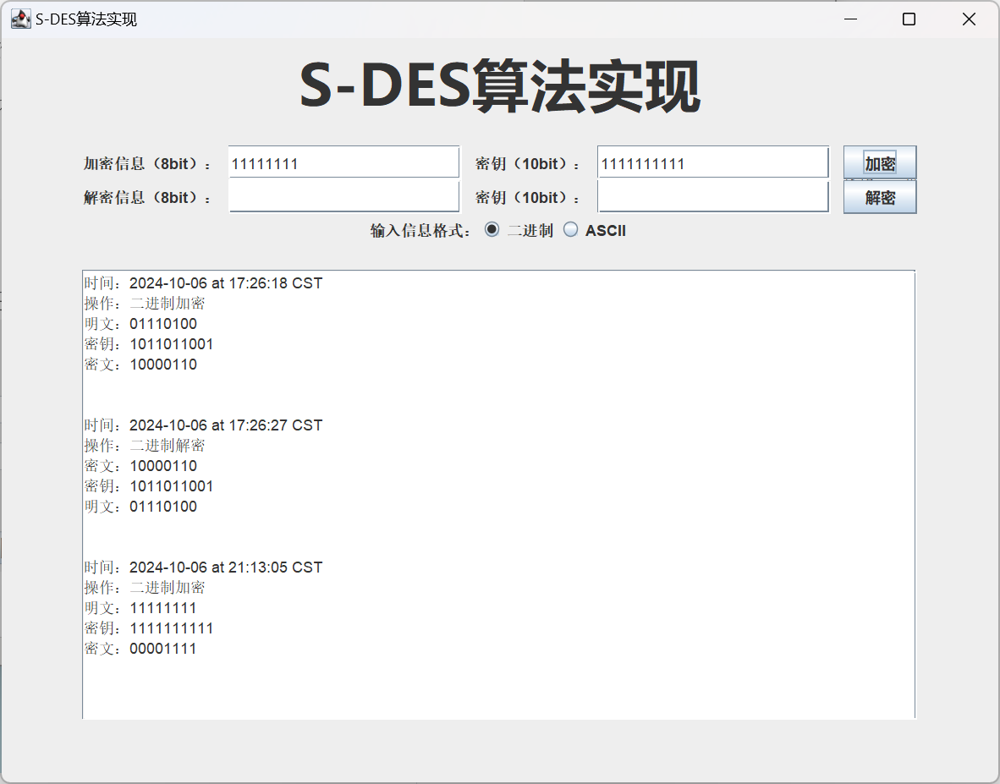 S-DES算法实现
S-DES算法实现
加密信息（8bit）： 11111111 密钥（10bit）： 1111111111 加密
解密信息（8bit）： 密钥（10bit）： 解密
输入信息格式： 二进制 ASCII
时间：2024-10-06 at 17:26:18 CST
操作：二进制加密
明文：01110100
密钥：1011011001
密文：10000110
时间：2024-10-06 at 17:26:27 CST
操作：二进制解密
密文：10000110
密钥：1011011001
明文：01110100
时间：2024-10-06 at 21:13:05 CST
操作：二进制加密
明文：11111111
密钥：1111111111
密文：00001111